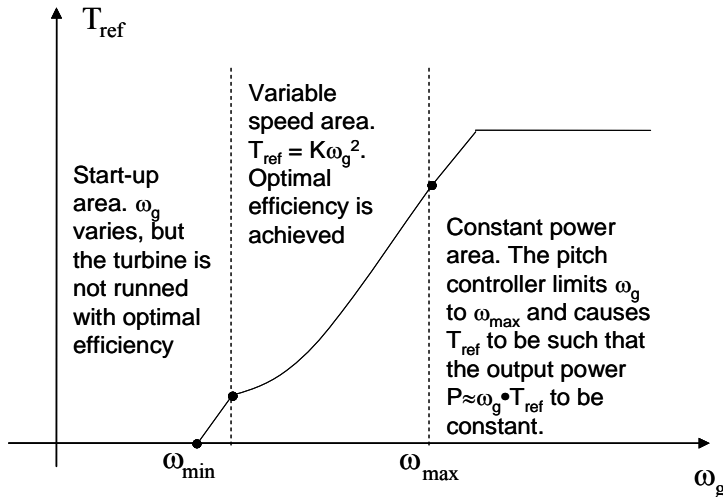 T_ref
Variable
speed area.
T_ref = Kω_g².
Optimal
efficiency is
achieved
Start-up
area. ω_g
varies, but
the turbine is
not runned
with optimal
efficiency
Constant power
area. The pitch
controller limits ω_g
to ω_max and causes
T_ref to be such that
the output power
P≈ω_g•T_ref to be
constant.
ω_min
ω_max
ω_g